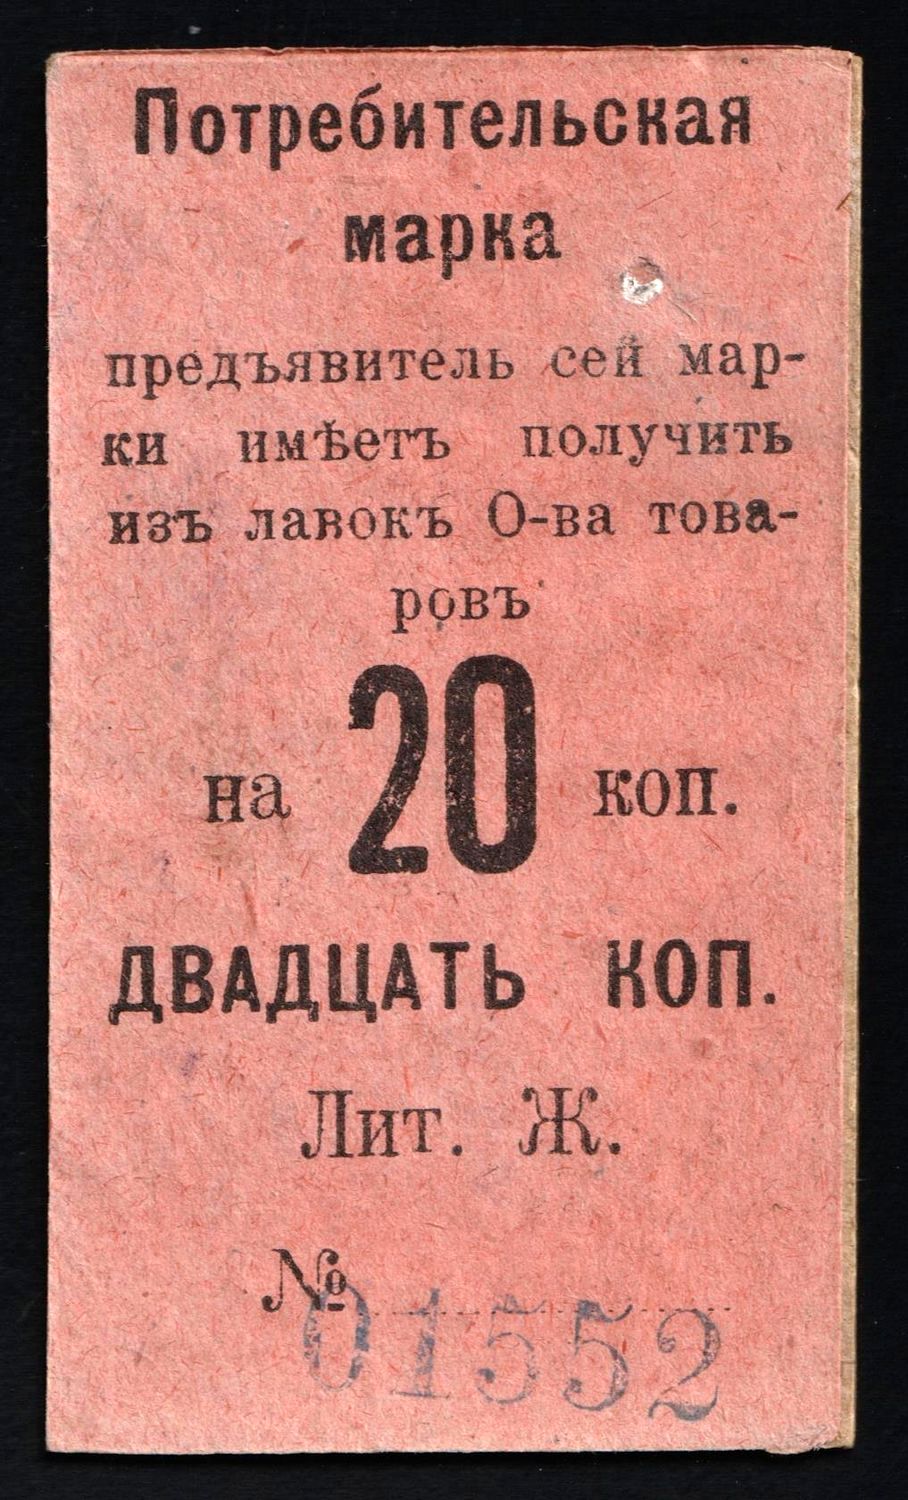 Потребительская
марка
предъявитель сей мар-
ки имѣетъ получить
изъ лавокъ О-ва това-
ровъ
на 20 коп.
ДВАДЦАТЬ КОП.
Лит. Ж.
№ 01552